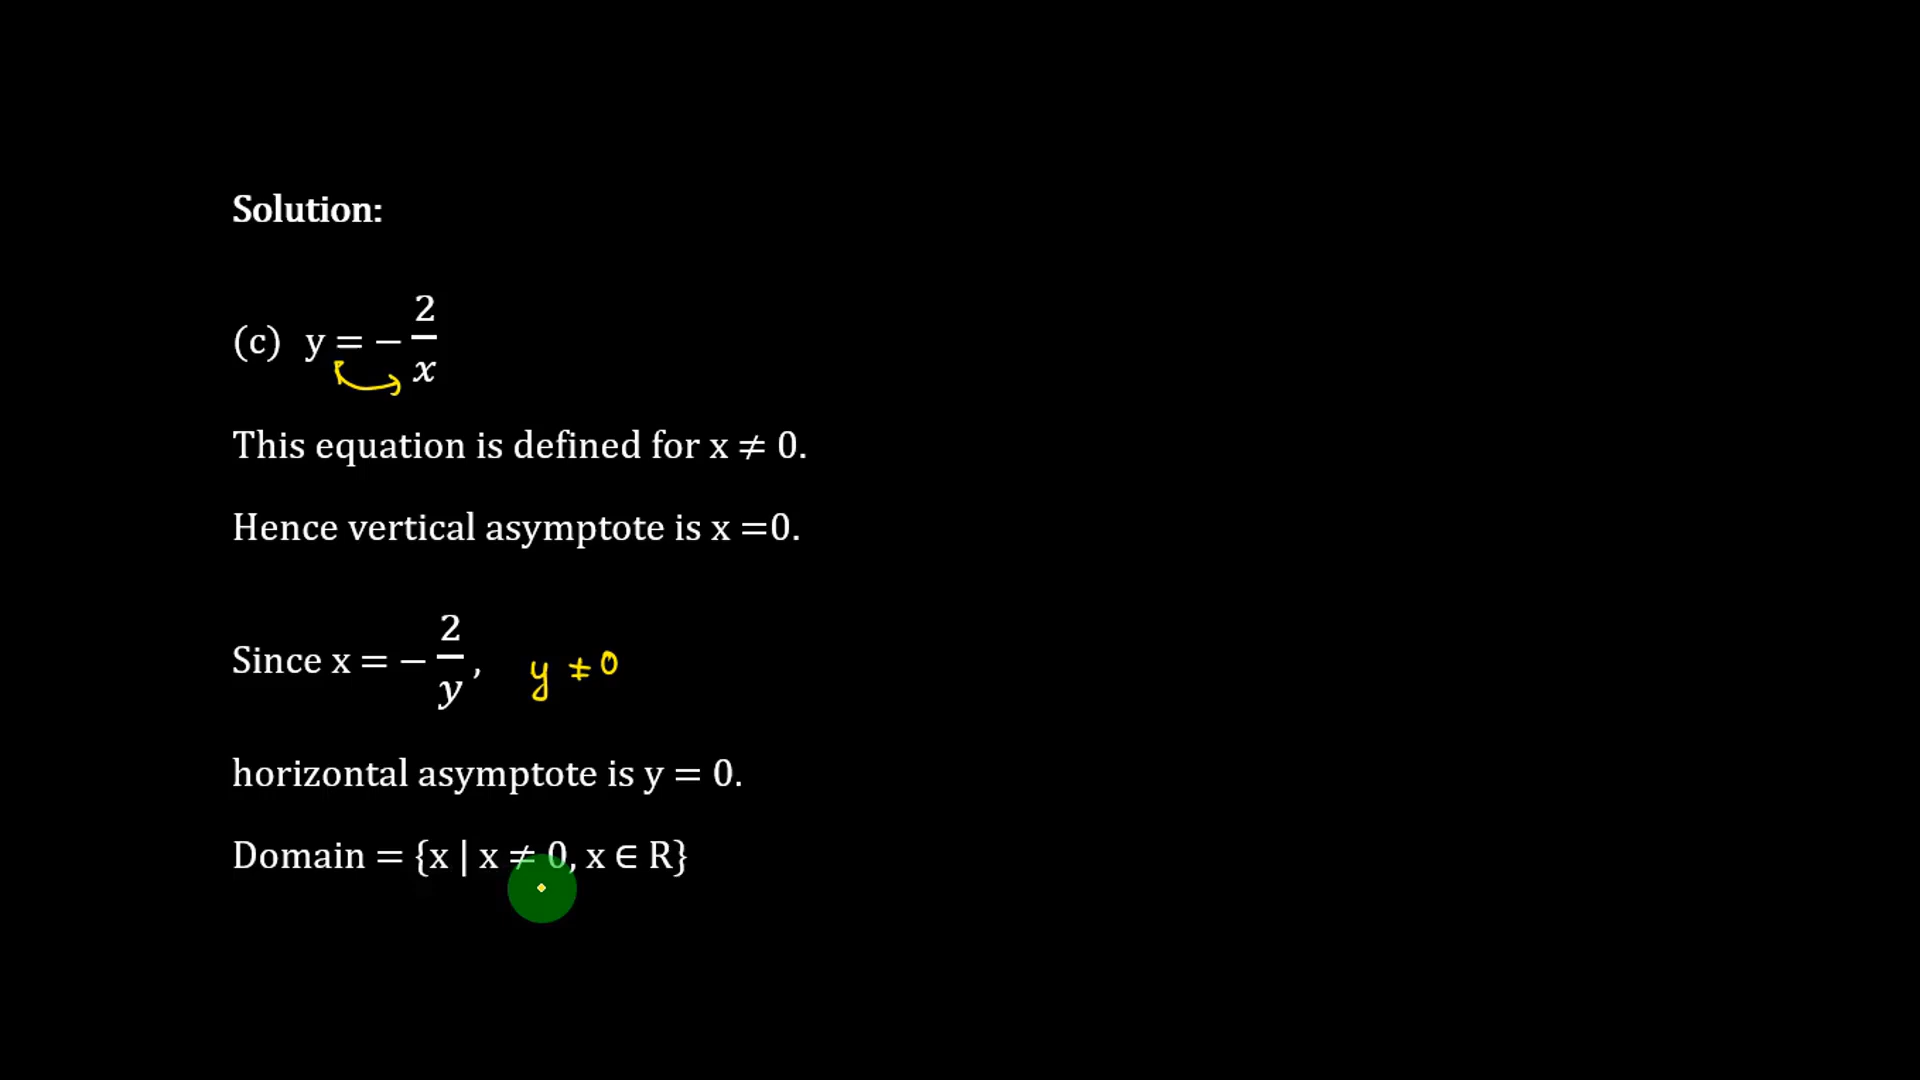 Solution:
(c) y = − 2/x
This equation is defined for x ≠ 0.
Hence vertical asymptote is x =0.
Since x = − 2/y, y ≠ 0
horizontal asymptote is y = 0.
Domain = {x | x ≠ 0, x ∈ R}